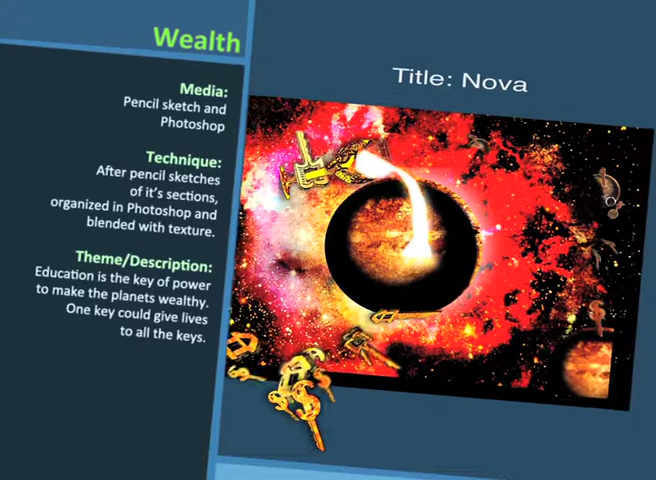 Wealth
Title: Nova
Media:
Pencil sketch and
Photoshop
Technique:
After pencil sketches
of it's sections,
organized in Photoshop and
blended with texture.
Theme/Description:
Education is the key of power
to make the planets wealthy.
One key could give lives
to all the keys.